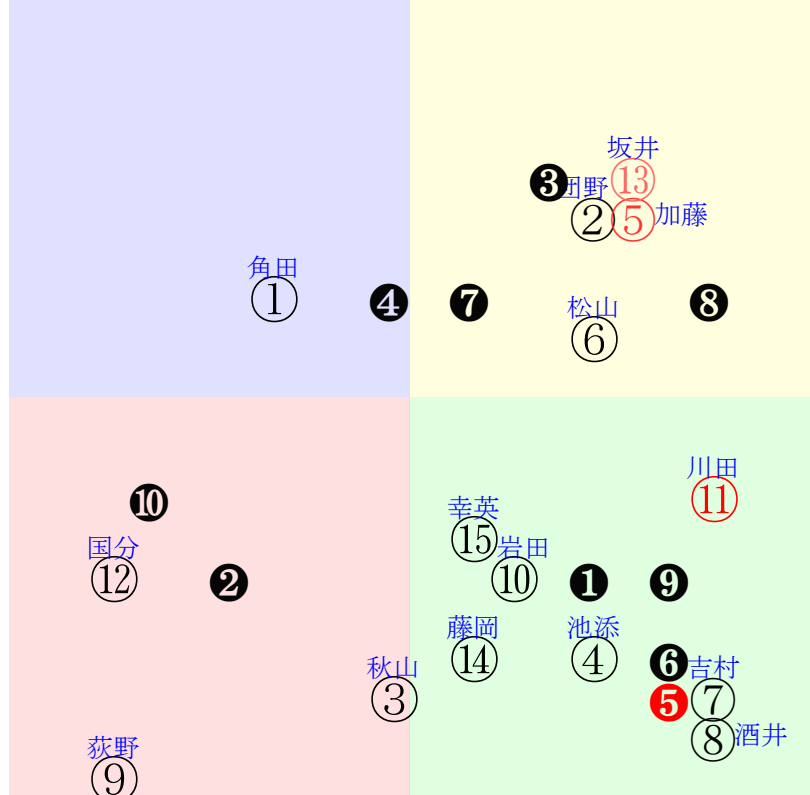 坂井
❸ 団野 ⑬
② ⑤ 加藤
角田
① ❹ ❼ 松山 ❽
⑥
川田
❿ 幸英 ⑪
国分 ⑮ 岩田
⑫ ❷ ⑩ ❶ ❾
藤岡 池添
秋山 ⑭ ④ ❻ 吉村
③ ❺ ⑦
荻野 ⑧ 酒井
⑨